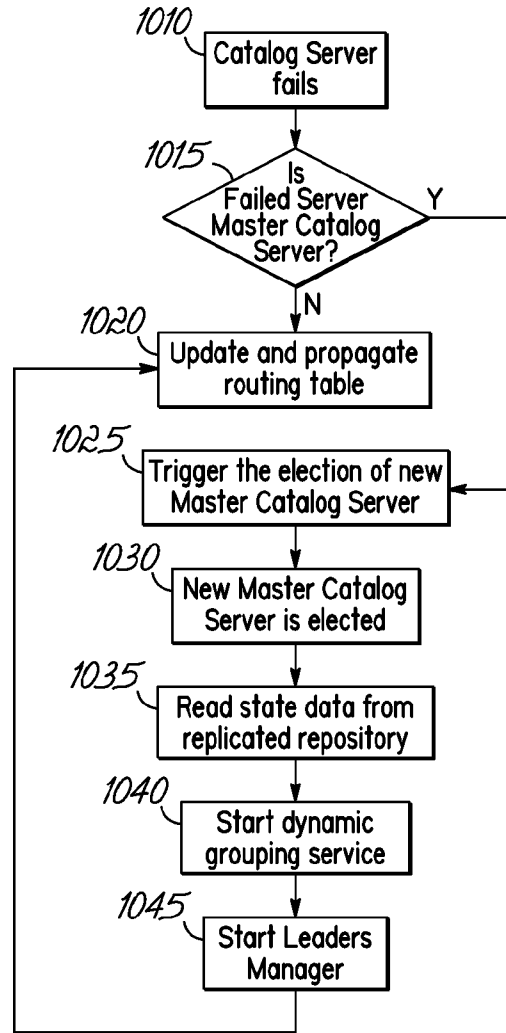 1010
Catalog Server
fails
1015
Is
Failed Server
Master Catalog
Server?
Y
N
1020
Update and propagate
routing table
1025
Trigger the election of new
Master Catalog Server
1030
New Master Catalog
Server is elected
1035
Read state data from
replicated repository
1040
Start dynamic
grouping service
1045
Start Leaders
Manager